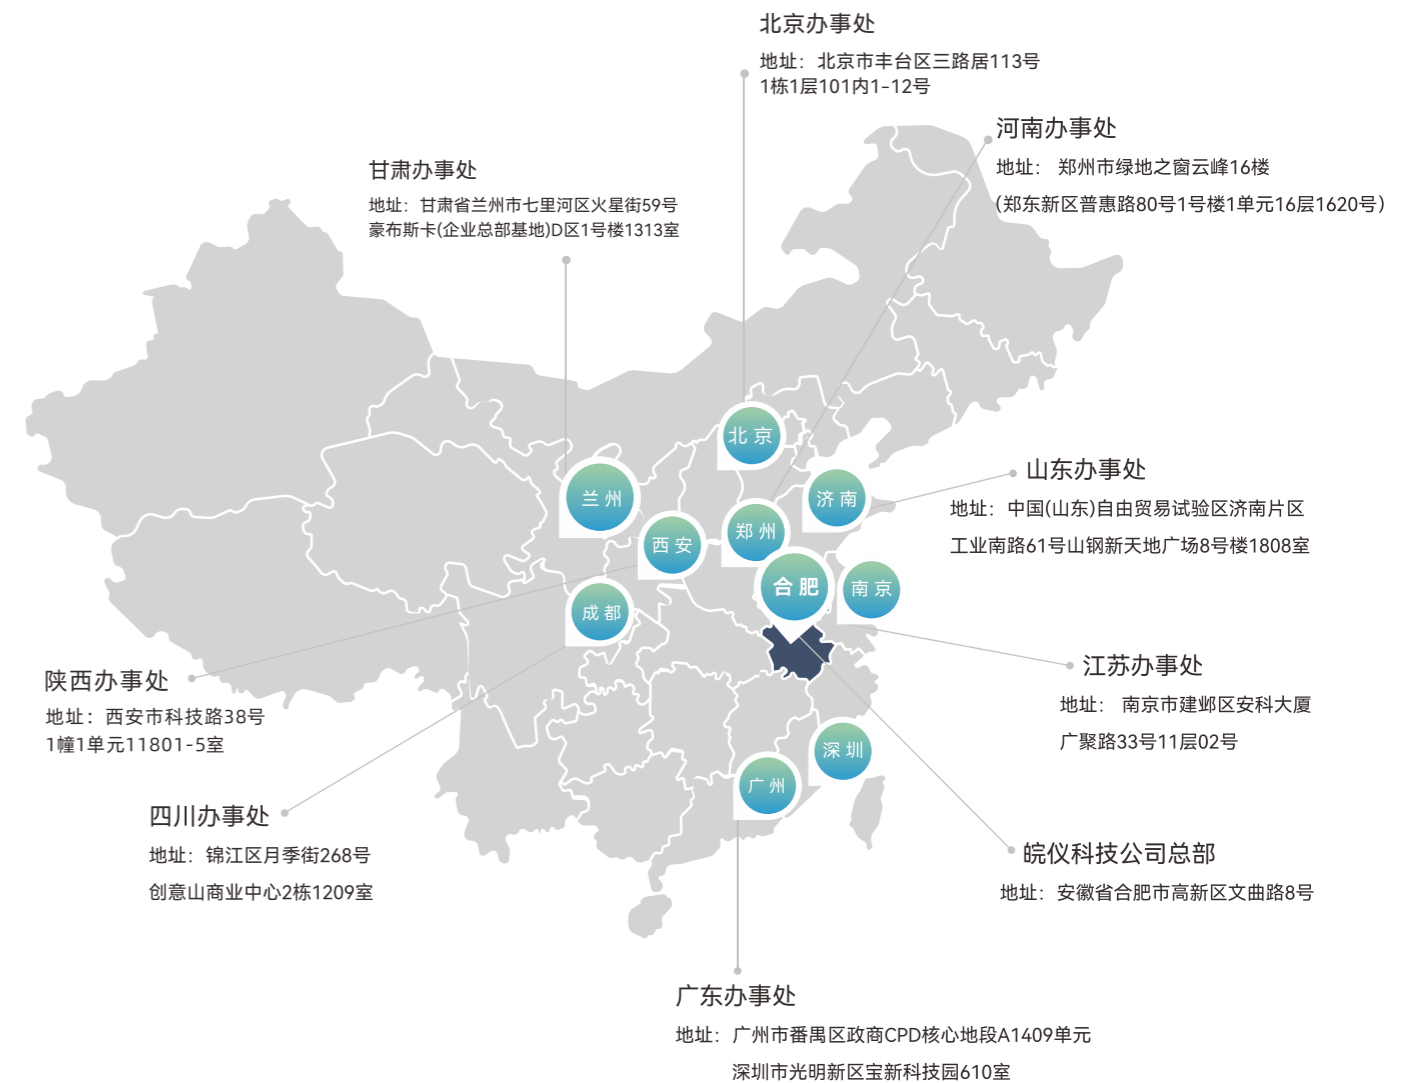 北京办事处
地址：北京市丰台区三路居113号
1栋1层101内1-12号
河南办事处
地址： 郑州市绿地之窗云峰16楼
(郑东新区普惠路80号1号楼1单元16层1620号)
甘肃办事处
地址：甘肃省兰州市七里河区火星街59号
豪布斯卡(企业总部基地)D区1号楼1313室
北京
兰州
济南
郑州
西安
合肥
南京
成都
深圳
广州
山东办事处
地址：中国(山东)自由贸易试验区济南片区
工业南路61号山钢新天地广场8号楼1808室
江苏办事处
地址： 南京市建邺区安科大厦
广聚路33号11层02号
陕西办事处
地址：西安市科技路38号
1幢1单元11801-5室
四川办事处
地址：锦江区月季街268号
创意山商业中心2栋1209室
皖仪科技公司总部
地址：安徽省合肥市高新区文曲路8号
广东办事处
地址：广州市番禺区政商CPD核心地段A1409单元
深圳市光明新区宝新科技园610室